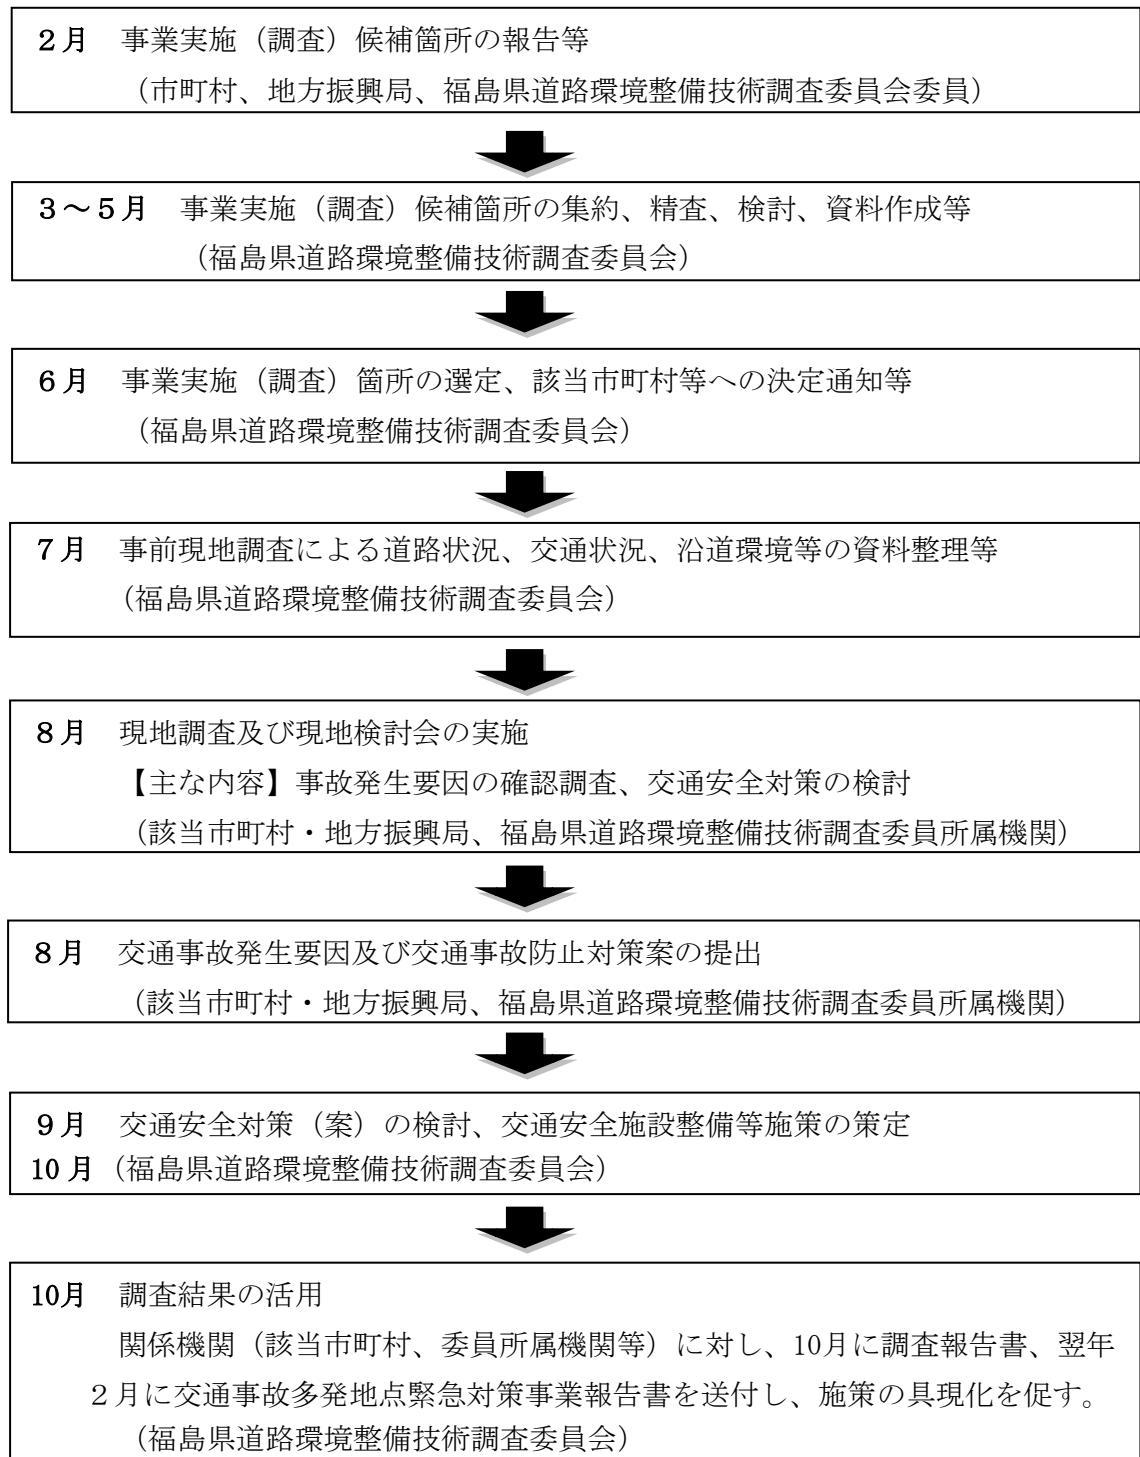 ２月　事業実施（調査）候補箇所の報告等
（市町村、地方振興局、福島県道路環境整備技術調査委員会委員）
３～５月　事業実施（調査）候補箇所の集約、精査、検討、資料作成等
（福島県道路環境整備技術調査委員会）
６月　事業実施（調査）箇所の選定、該当市町村等への決定通知等
（福島県道路環境整備技術調査委員会）
７月　事前現地調査による道路状況、交通状況、沿道環境等の資料整理等
（福島県道路環境整備技術調査委員会）
８月　現地調査及び現地検討会の実施
【主な内容】事故発生要因の確認調査、交通安全対策の検討
（該当市町村・地方振興局、福島県道路環境整備技術調査委員所属機関）
８月　交通事故発生要因及び交通事故防止対策案の提出
（該当市町村・地方振興局、福島県道路環境整備技術調査委員所属機関）
９月　交通安全対策（案）の検討、交通安全施設整備等施策の策定
10月（福島県道路環境整備技術調査委員会）
10月　調査結果の活用
関係機関（該当市町村、委員所属機関等）に対し、10月に調査報告書、翌年
２月に交通事故多発地点緊急対策事業報告書を送付し、施策の具現化を促す。
（福島県道路環境整備技術調査委員会）